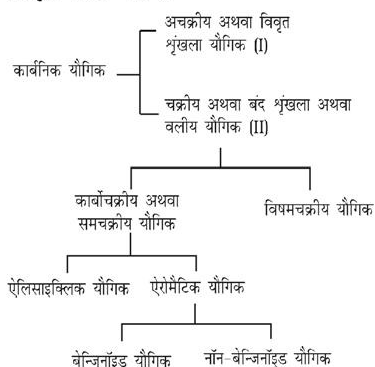 अचक्रीय अथवा विवृत
शृंखला यौगिक (I)
कार्बनिक यौगिक
चक्रीय अथवा बंद शृंखला अथवा
वलीय यौगिक (II)
कार्बोचक्रीय अथवा
समचक्रीय यौगिक
विषमचक्रीय यौगिक
ऐलिसाइक्लिक यौगिक ऐरोमैटिक यौगिक
बेन्जिनॉइड यौगिक नॉन-बेन्जिनॉइड यौगिक